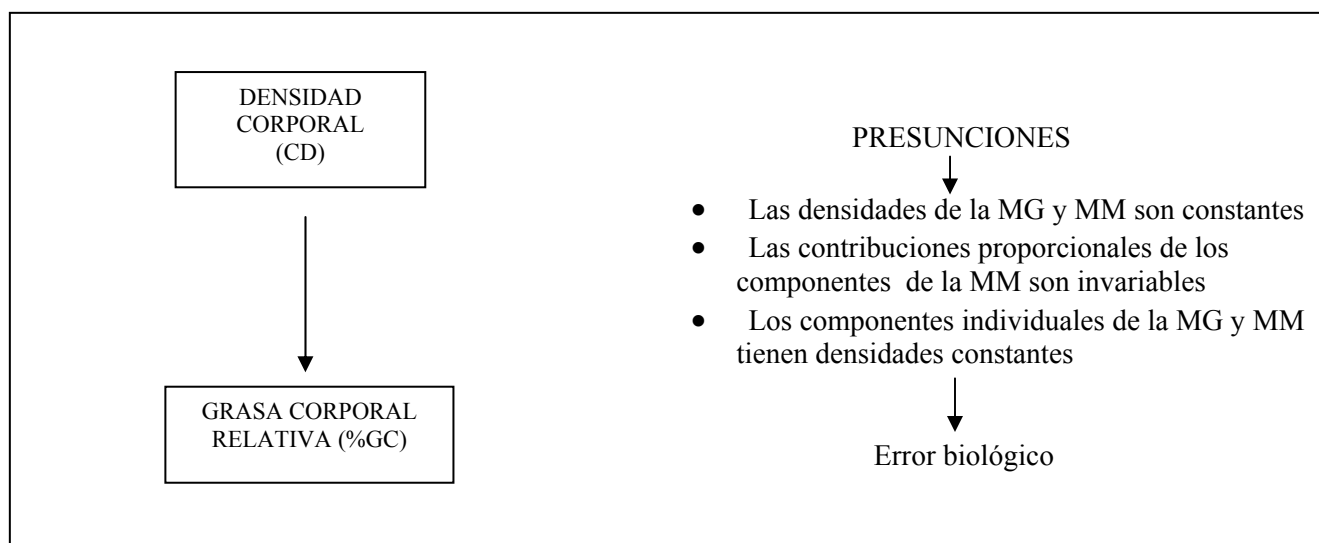 DENSIDAD
CORPORAL
(CD)
GRASA CORPORAL
RELATIVA (%GC)
PRESUNCIONES
• Las densidades de la MG y MM son constantes
• Las contribuciones proporcionales de los
componentes de la MM son invariables
• Los componentes individuales de la MG y MM
tienen densidades constantes
Error biológico